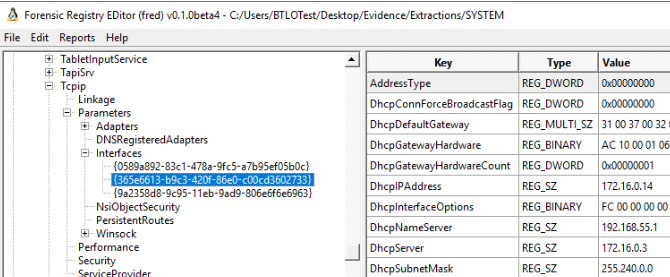 Forensic Registry EDitor (fred) v0.1.0beta4 - C:/Users/BTLOTest/Desktop/Evidence/Extractions/SYSTEM
File Edit Reports Help
TabletInputService
TapiSrv
Tcpip
Linkage
Parameters
Adapters
DNSRegisteredAdapters
Interfaces
{0589a892-83c1-478a-9fc5-a7b95ef05b0c}
{365e6613-b9c3-420f-86e0-c00cd3602733}
{9a2358d8-9c95-11eb-9ad9-806e6f6e6963}
NsiObjectSecurity
PersistentRoutes
Winsock
Performance
Security
ServiceProvider
Key Type Value
AddressType REG_DWORD 0x00000000
DhcpConnForceBroadcastFlag REG_DWORD 0x00000000
DhcpDefaultGateway REG_MULTI_SZ 31 00 37 00 32 0
DhcpGatewayHardware REG_BINARY AC 10 00 01 06
DhcpGatewayHardwareCount REG_DWORD 0x00000001
DhcpIPAddress REG_SZ 172.16.0.14
DhcpInterfaceOptions REG_BINARY FC 00 00 00 00
DhcpNameServer REG_SZ 192.168.55.1
DhcpServer REG_SZ 172.16.0.3
DhcpSubnetMask REG_SZ 255.240.0.0